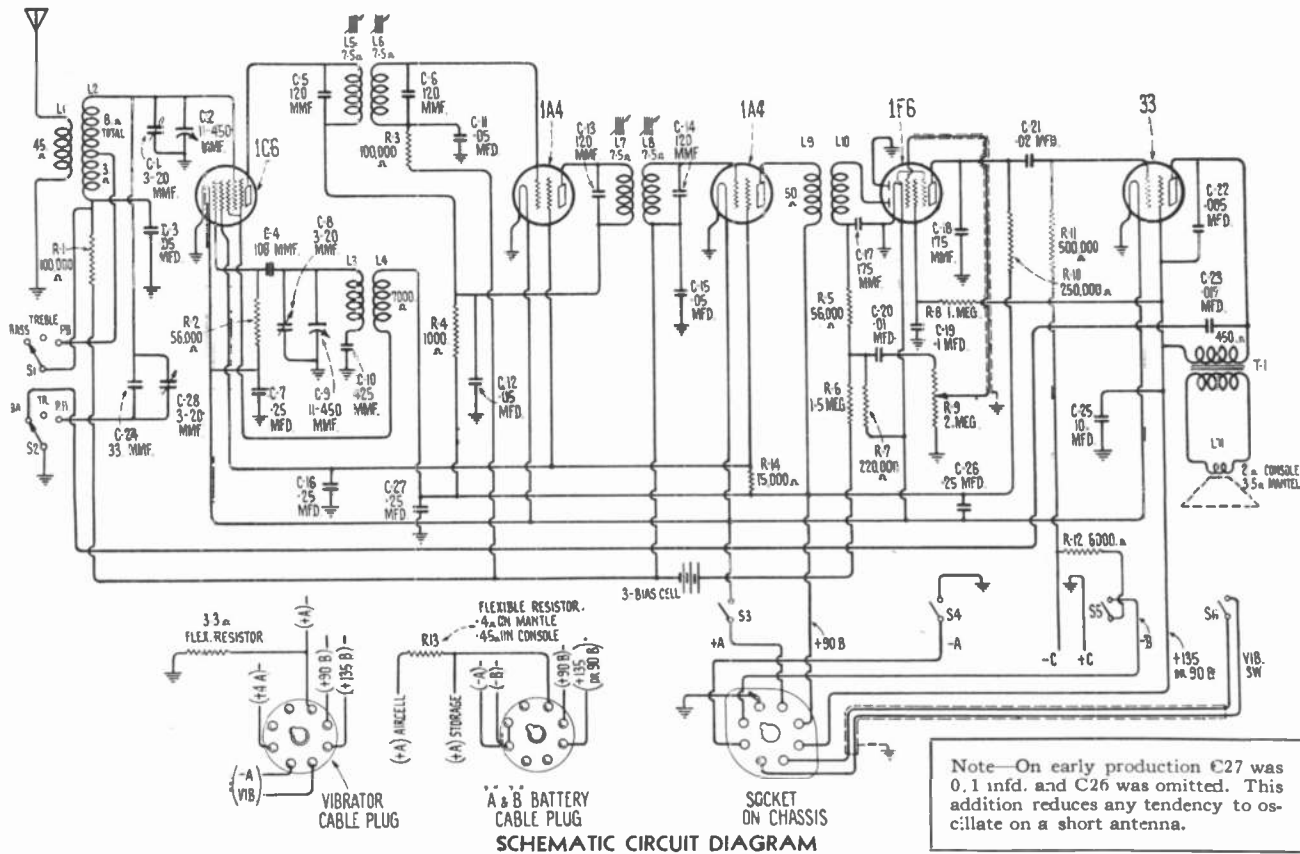 L1
45
Ω
L2
8 Ω
TOTAL
3
Ω
C-1
3-20
MMF.
C-2
11-450
MMF.
1C6
C-3
.05
MFD.
R-1
100,000
Ω
BASS TREBLE P.B
S1
BA TR. P.B
S2
C-24
33 MMF.
C-28
3-20
MMF.
C-5
120
MMF
L5
7·5Ω
L6
7·5Ω
C-6
120
MMF
R-3
100,000
Ω
C-11
.05
MFD
C-4
108 MMF.
C-8
3-20
MMF.
L3
L4
7000
Ω
R-2
56,000
Ω
C-7
.25
MFD
C-9
11-450
MMF.
C-10
425
MMF.
R-4
1000
Ω
C-12
.05
MFD
1A4
C-13
120
MMF
L7
7·5Ω
L8
7·5Ω
C-14
120
MMF
C-15
.05
MFD
1A4
L9
50
Ω
L10
1F6
C-17
175
MMF.
C-18
175
MMF.
R-5
56,000
Ω
C-20
.01
MFD.
C-19
.1 MFD.
R-8 1. MEG.
R-6
1·5 MEG
R-7
220,000
R-9
2. MEG.
C-26
.25 MFD.
R-14
15,000Ω
C-21
.02 MFD.
R-11
500,000
Ω
R-10
250,000 Ω
33
C-22
.005
MFD.
C-23
.017
MFD
450 Ω
T-1
C-25
10.
MFD.
L11
2 Ω CONSOLE
3.5 Ω MANTEL
C-16
.25
MFD
C-27
.25
MFD.
3-BIAS CELL
R-12 6000 Ω
S3
+A
+90 B
S4
-A
-C
+C
S5
-B
+135
OR 90 B
S6
VIB.
SW
3.3 Ω
FLEX. RESISTOR
(+A)
(+4 A)
(+90 B)
(+135 B)
(-A
(VIB
VIBRATOR
CABLE PLUG
FLEXIBLE RESISTOR.
.4Ω ON MANTLE
.45Ω IN CONSOLE
R13
(+A) AIRCELL
(+A) STORAGE
(-A)
(-B)
(+90 B)
(+135
OR 90 B)
"A & B" BATTERY
CABLE PLUG
SOCKET
ON CHASSIS
SCHEMATIC CIRCUIT DIAGRAM
Note—On early production C27 was
0.1 mfd. and C26 was omitted. This
addition reduces any tendency to os-
cillate on a short antenna.